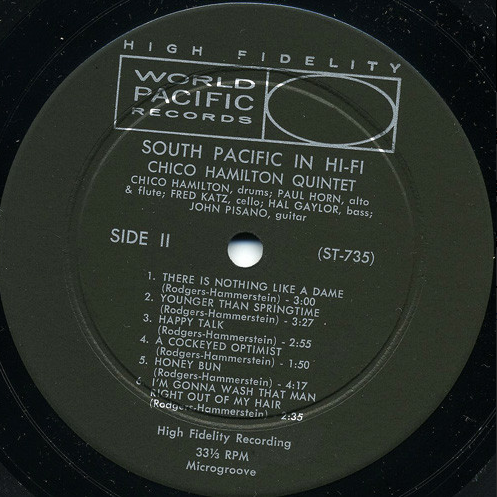 HIGH FIDELITY
WORLD
PACIFIC
RECORDS
SOUTH PACIFIC IN HI-FI
CHICO HAMILTON QUINTET
CHICO HAMILTON, drums; PAUL HORN, alto
& flute; FRED KATZ, cello; HAL GAYLOR, bass;
JOHN PISANO, guitar
SIDE II
(ST-735)
1. THERE IS NOTHING LIKE A DAME
(Rodgers-Hammerstein) - 3:00
2. YOUNGER THAN SPRINGTIME
(Rodgers-Hammerstein) - 3:27
3. HAPPY TALK
(Rodgers-Hammerstein) - 2:55
4. A COCKEYED OPTIMIST
(Rodgers-Hammerstein) - 1:50
5. HONEY BUN
(Rodgers-Hammerstein) - 4:17
6. I'M GONNA WASH THAT MAN
RIGHT OUT OF MY HAIR
(Rodgers-Hammerstein) - 2:35
High Fidelity Recording
33⅓ RPM
Microgroove